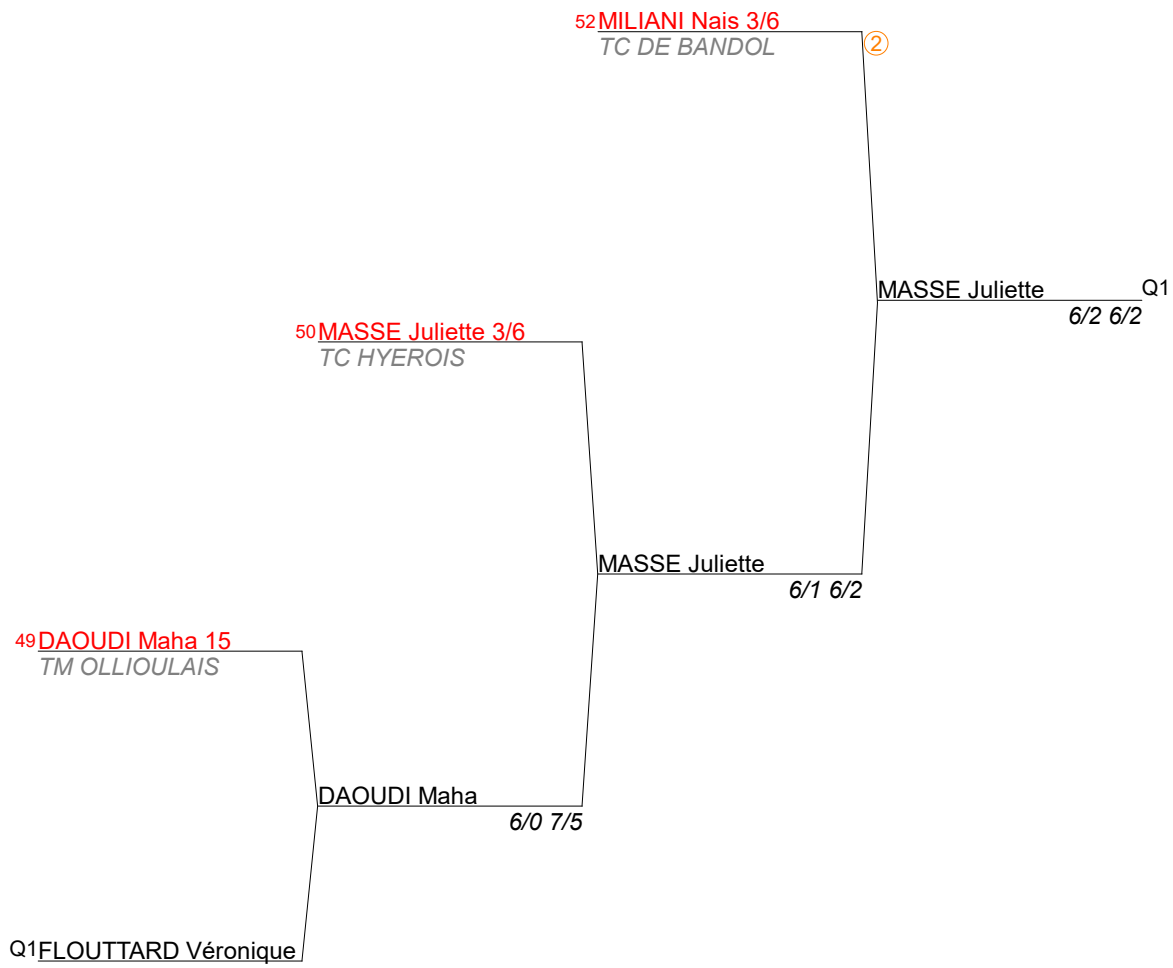 52 MILIANI Nais 3/6
TC DE BANDOL
②
MASSE Juliette Q1
6/2 6/2
50 MASSE Juliette 3/6
TC HYEROIS
MASSE Juliette
6/1 6/2
49 DAOUDI Maha 15
TM OLLIOULAIS
DAOUDI Maha
6/0 7/5
Q1 FLOUTTARD Véronique